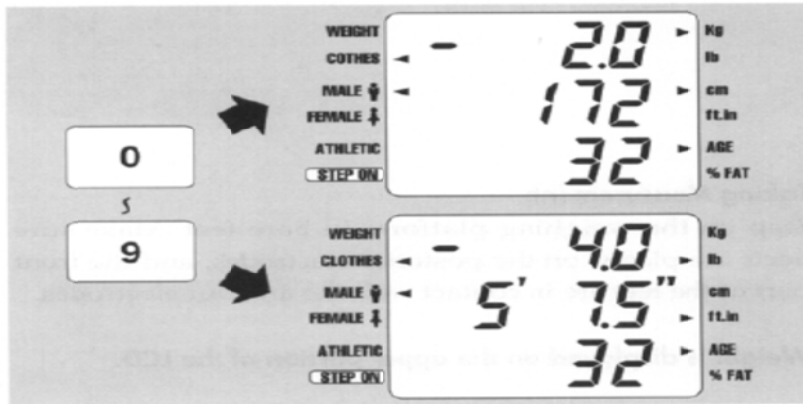 WEIGHT - 2.0 Kg
COTHES lb
MALE 172 cm
FEMALE ft.in
ATHLETIC 32 AGE
STEP ON % FAT
0
9
WEIGHT - 4.0 Kg
CLOTHES lb
MALE 5' 1.5" cm
FEMALE ft.in
ATHLETIC 32 AGE
STEP ON % FAT